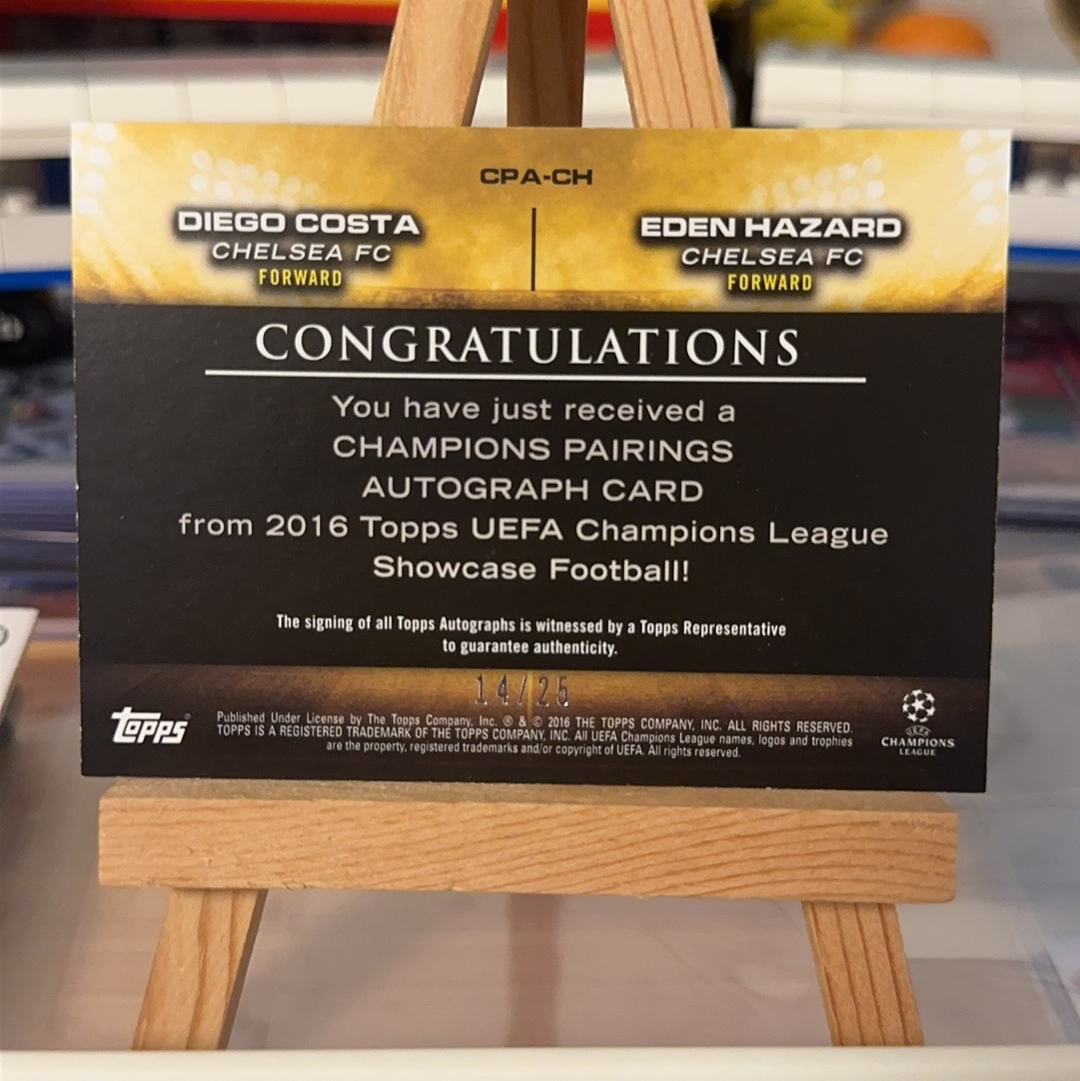 CPA-CH
DIEGO COSTA
CHELSEA FC
FORWARD
EDEN HAZARD
CHELSEA FC
FORWARD
CONGRATULATIONS
You have just received a
CHAMPIONS PAIRINGS
AUTOGRAPH CARD
from 2016 Topps UEFA Champions League
Showcase Football!
The signing of all Topps Autographs is witnessed by a Topps Representative
to guarantee authenticity.
14/25
topps
Published Under License by The Topps Company, Inc. ® & © 2016 THE TOPPS COMPANY, INC. ALL RIGHTS RESERVED.
TOPPS IS A REGISTERED TRADEMARK OF THE TOPPS COMPANY, INC. All UEFA Champions League names, logos and trophies
are the property, registered trademarks and/or copyright of UEFA. All rights reserved.
UEFA
CHAMPIONS
LEAGUE